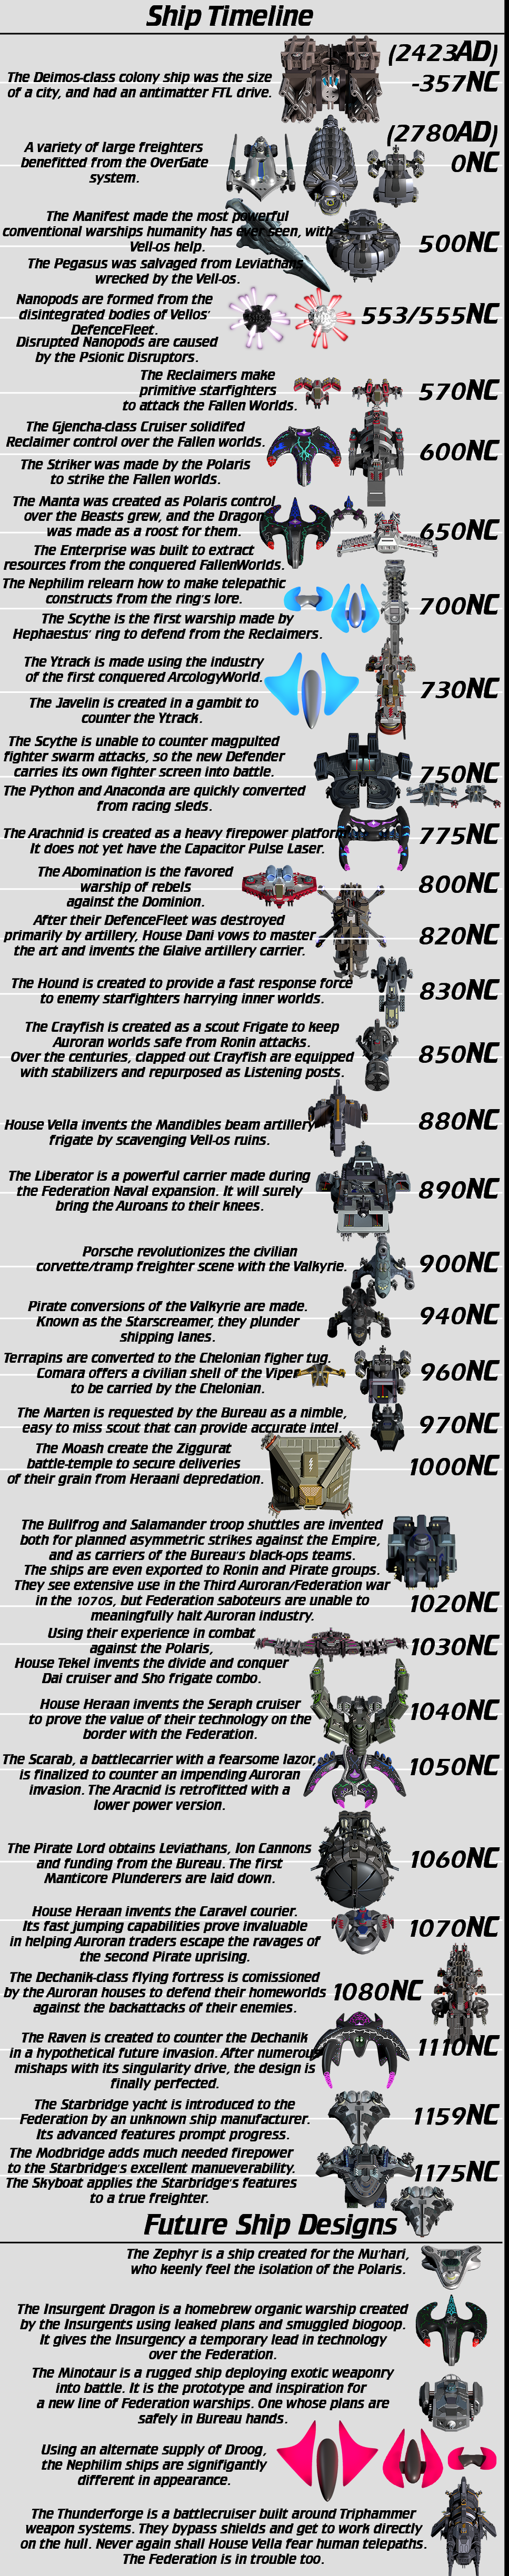 Ship Timeline
(2423AD)
-357NC
The Deimos-class colony ship was the size
of a city, and had an antimatter FTL drive.
(2780AD)
0NC
A variety of large freighters
benefitted from the OverGate
system.
The Manifest made the most powerful
conventional warships humanity has ever seen, with
Vell-os help.
500NC
The Pegasus was salvaged from Leviathans
wrecked by the Vell-os.
Nanopods are formed from the
disintegrated bodies of Vellos'
DefenceFleet.
553/555NC
Disrupted Nanopods are caused
by the Psionic Disruptors.
The Reclaimers make
primitive starfighters
to attack the Fallen Worlds.
570NC
The Gjencha-class Cruiser solidifed
Reclaimer control over the Fallen worlds.
600NC
The Striker was made by the Polaris
to strike the Fallen worlds.
The Manta was created as Polaris control
over the Beasts grew, and the Dragon
was made as a roost for them.
650NC
The Enterprise was built to extract
resources from the conquered FallenWorlds.
The Nephilim relearn how to make telepathic
constructs from the ring's lore.
700NC
The Scythe is the first warship made by
Hephaestus' ring to defend from the Reclaimers.
The Ytrack is made using the industry
of the first conquered ArcologyWorld.
730NC
The Javelin is created in a gambit to
counter the Ytrack.
The Scythe is unable to counter magpulted
fighter swarm attacks, so the new Defender
carries its own fighter screen into battle.
750NC
The Python and Anaconda are quickly converted
from racing sleds.
The Arachnid is created as a heavy firepower platform
It does not yet have the Capacitor Pulse Laser.
775NC
The Abomination is the favored
warship of rebels
against the Dominion.
800NC
After their DefenceFleet was destroyed
primarily by artillery, House Dani vows to master
the art and invents the Glaive artillery carrier.
820NC
The Hound is created to provide a fast response force
to enemy starfighters harrying inner worlds.
830NC
The Crayfish is created as a scout Frigate to keep
Auroran worlds safe from Ronin attacks.
Over the centuries, clapped out Crayfish are equipped
with stabilizers and repurposed as Listening posts.
850NC
House Vella invents the Mandibles beam artillery
frigate by scavenging Vell-os ruins.
880NC
The Liberator is a powerful carrier made during
the Federation Naval expansion. It will surely
bring the Auroans to their knees.
890NC
Porsche revolutionizes the civilian
corvette/tramp freighter scene with the Valkyrie.
900NC
Pirate conversions of the Valkyrie are made.
Known as the Starscreamer, they plunder
shipping lanes.
940NC
Terrapins are converted to the Chelonian figher tug.
Comara offers a civilian shell of the Viper
to be carried by the Chelonian.
960NC
The Marten is requested by the Bureau as a nimble,
easy to miss scout that can provide accurate intel.
970NC
The Moash create the Ziggurat
battle-temple to secure deliveries
of their grain from Heraani depredation.
1000NC
The Bullfrog and Salamander troop shuttles are invented
both for planned asymmetric strikes against the Empire,
and as carriers of the Bureau's black-ops teams.
The ships are even exported to Ronin and Pirate groups.
They see extensive use in the Third Auroran/Federation war
in the 1070s, but Federation saboteurs are unable to
meaningfully halt Auroran industry.
1020NC
Using their experience in combat
against the Polaris,
House Tekel invents the divide and conquer
Dai cruiser and Sho frigate combo.
1030NC
House Heraan invents the Seraph cruiser
to prove the value of their technology on the
border with the Federation.
1040NC
The Scarab, a battlecarrier with a fearsome lazor,
is finalized to counter an impending Auroran
invasion. The Aracnid is retrofitted with a
lower power version.
1050NC
The Pirate Lord obtains Leviathans, Ion Cannons
and funding from the Bureau. The first
Manticore Plunderers are laid down.
1060NC
House Heraan invents the Caravel courier.
Its fast jumping capabilities prove invaluable
in helping Auroran traders escape the ravages of
the second Pirate uprising.
1070NC
The Dechanik-class flying fortress is comissioned
by the Auroran houses to defend their homeworlds
against the backattacks of their enemies.
1080NC
The Raven is created to counter the Dechanik
in a hypothetical future invasion. After numerous
mishaps with its singularity drive, the design is
finally perfected.
1110NC
The Starbridge yacht is introduced to the
Federation by an unknown ship manufacturer.
Its advanced features prompt progress.
1159NC
The Modbridge adds much needed firepower
to the Starbridge's excellent manueverability.
The Skyboat applies the Starbridge's features
to a true freighter.
1175NC
Future Ship Designs
The Zephyr is a ship created for the Mu'hari,
who keenly feel the isolation of the Polaris.
The Insurgent Dragon is a homebrew organic warship created
by the Insurgents using leaked plans and smuggled biogoop.
It gives the Insurgency a temporary lead in technology
over the Federation.
The Minotaur is a rugged ship deploying exotic weaponry
into battle. It is the prototype and inspiration for
a new line of Federation warships. One whose plans are
safely in Bureau hands.
Using an alternate supply of Droog,
the Nephilim ships are signifigantly
different in appearance.
The Thunderforge is a battlecruiser built around Triphammer
weapon systems. They bypass shields and get to work directly
on the hull. Never again shall House Vella fear human telepaths.
The Federation is in trouble too.